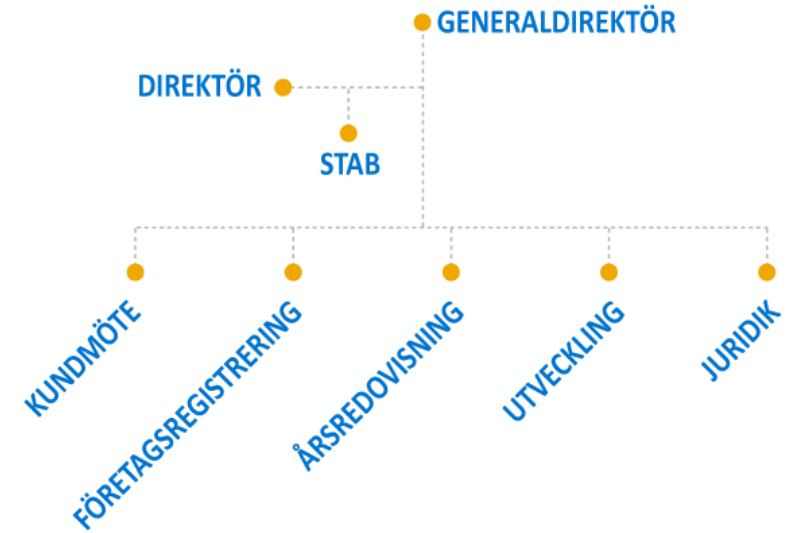 GENERALDIREKTÖR
DIREKTÖR
STAB
KUNDMÖTE
FÖRETAGSREGISTRERING
ÅRSREDOVISNING
UTVECKLING
JURIDIK